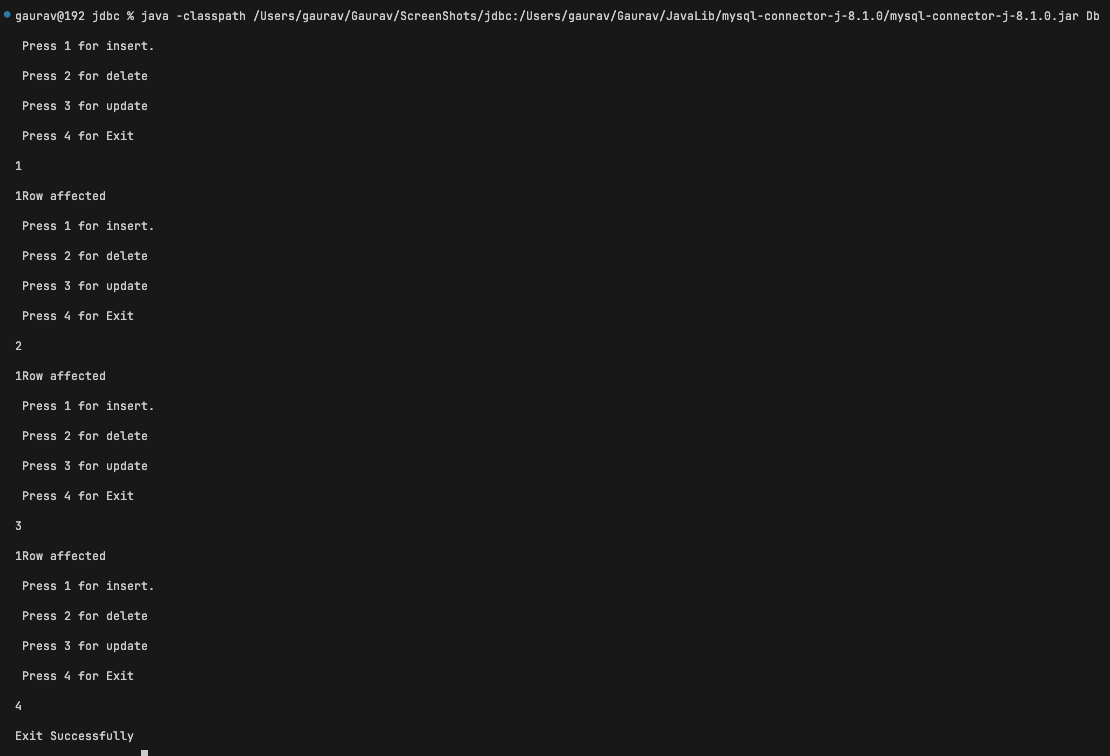 gaurav@192 jdbc % java -classpath /Users/gaurav/Gaurav/ScreenShots/jdbc:/Users/gaurav/Gaurav/JavaLib/mysql-connector-j-8.1.0/mysql-connector-j-8.1.0.jar Db
Press 1 for insert.
Press 2 for delete
Press 3 for update
Press 4 for Exit
1
1Row affected
Press 1 for insert.
Press 2 for delete
Press 3 for update
Press 4 for Exit
2
1Row affected
Press 1 for insert.
Press 2 for delete
Press 3 for update
Press 4 for Exit
3
1Row affected
Press 1 for insert.
Press 2 for delete
Press 3 for update
Press 4 for Exit
4
Exit Successfully